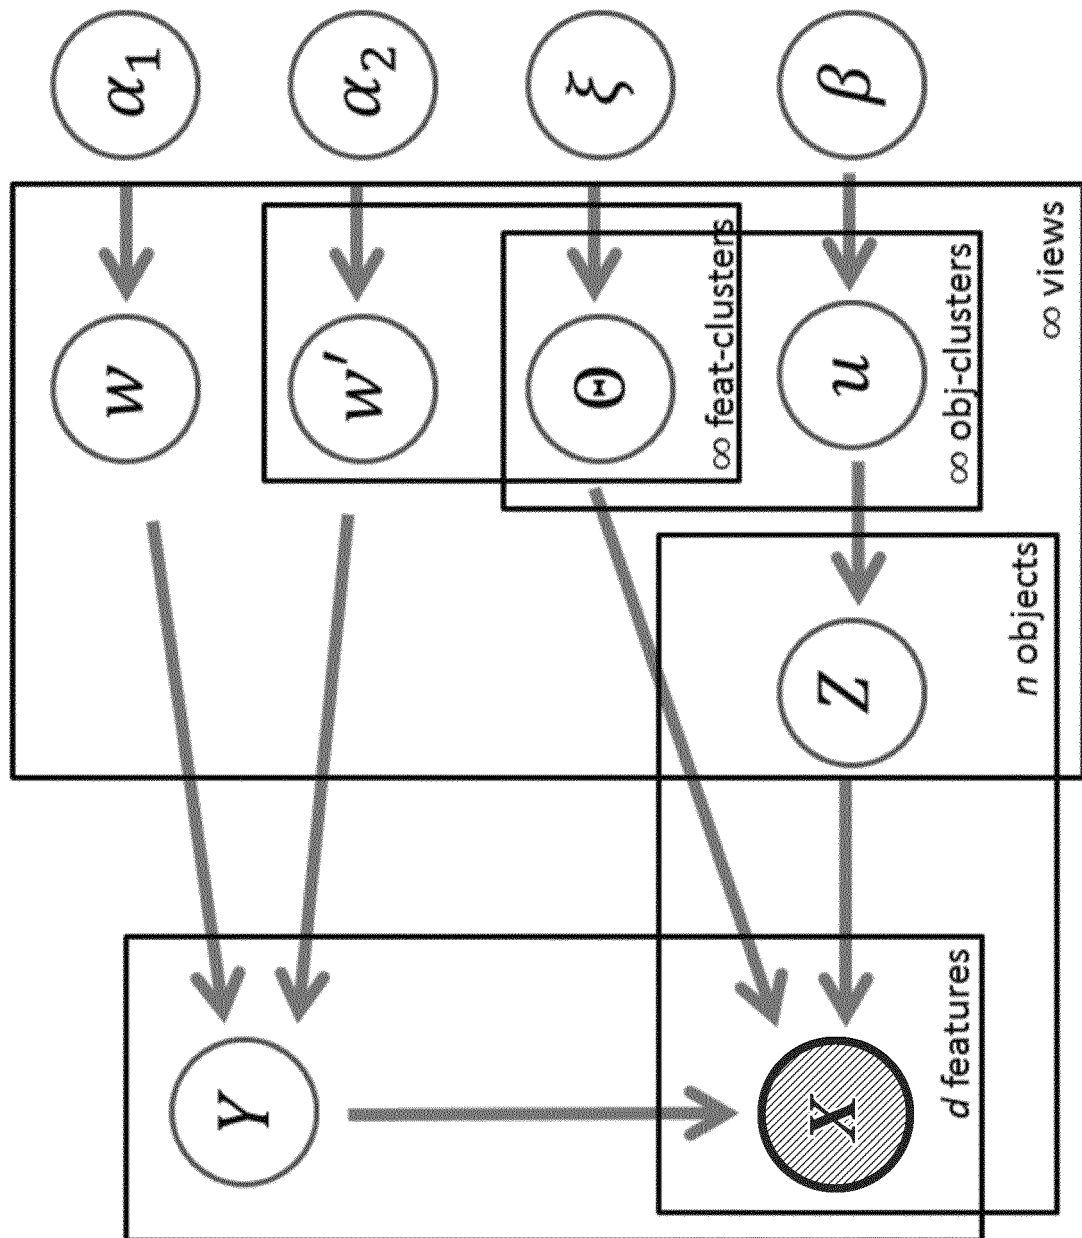 α₁
α₂
ξ
β
w
w′
Θ
u
∞ feat-clusters
∞ obj-clusters
∞ views
Z
n objects
Y
X
d features